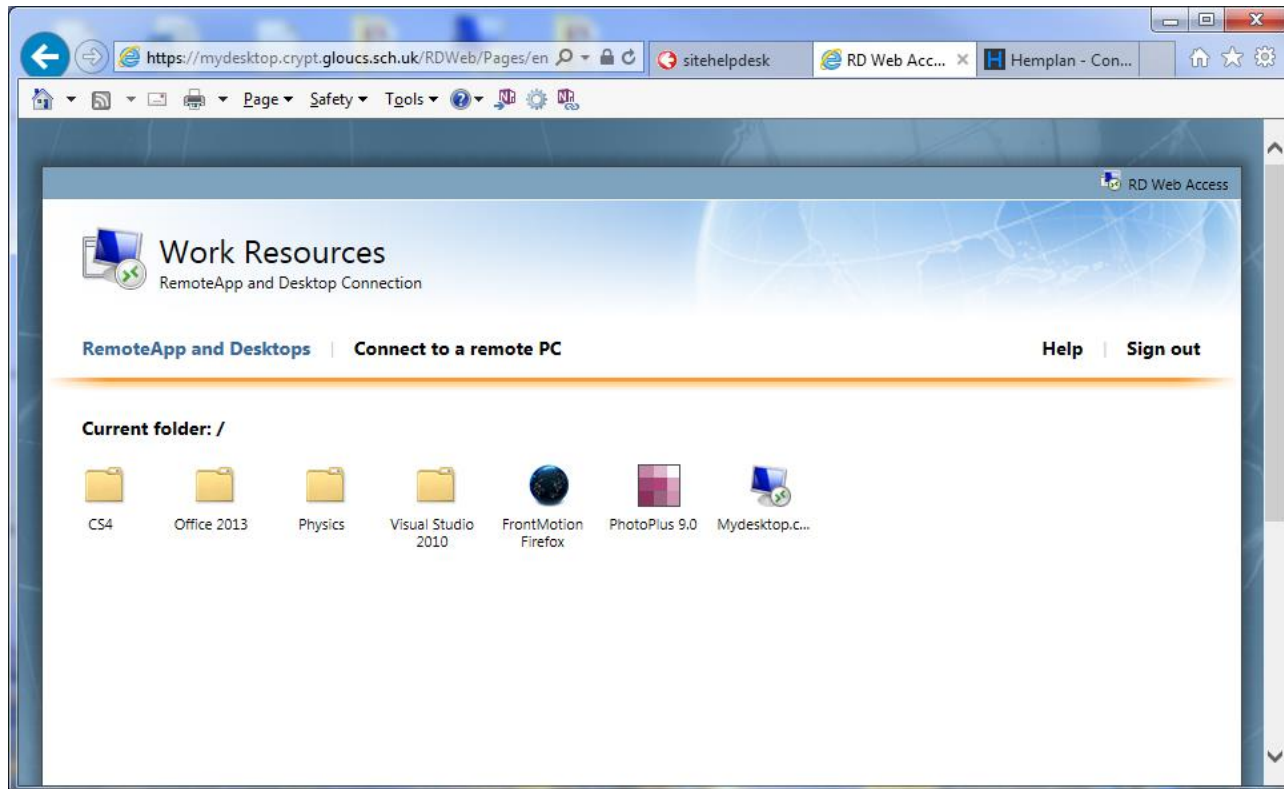 https://mydesktop.crypt.gloucs.sch.uk/RDWeb/Pages/en
sitehelpdesk
RD Web Acc...
Hemplan - Con...
Page
Safety
Tools
RD Web Access
Work Resources
RemoteApp and Desktop Connection
RemoteApp and Desktops | Connect to a remote PC
Help | Sign out
Current folder: /
CS4
Office 2013
Physics
Visual Studio
2010
FrontMotion
Firefox
PhotoPlus 9.0
Mydesktop.c...